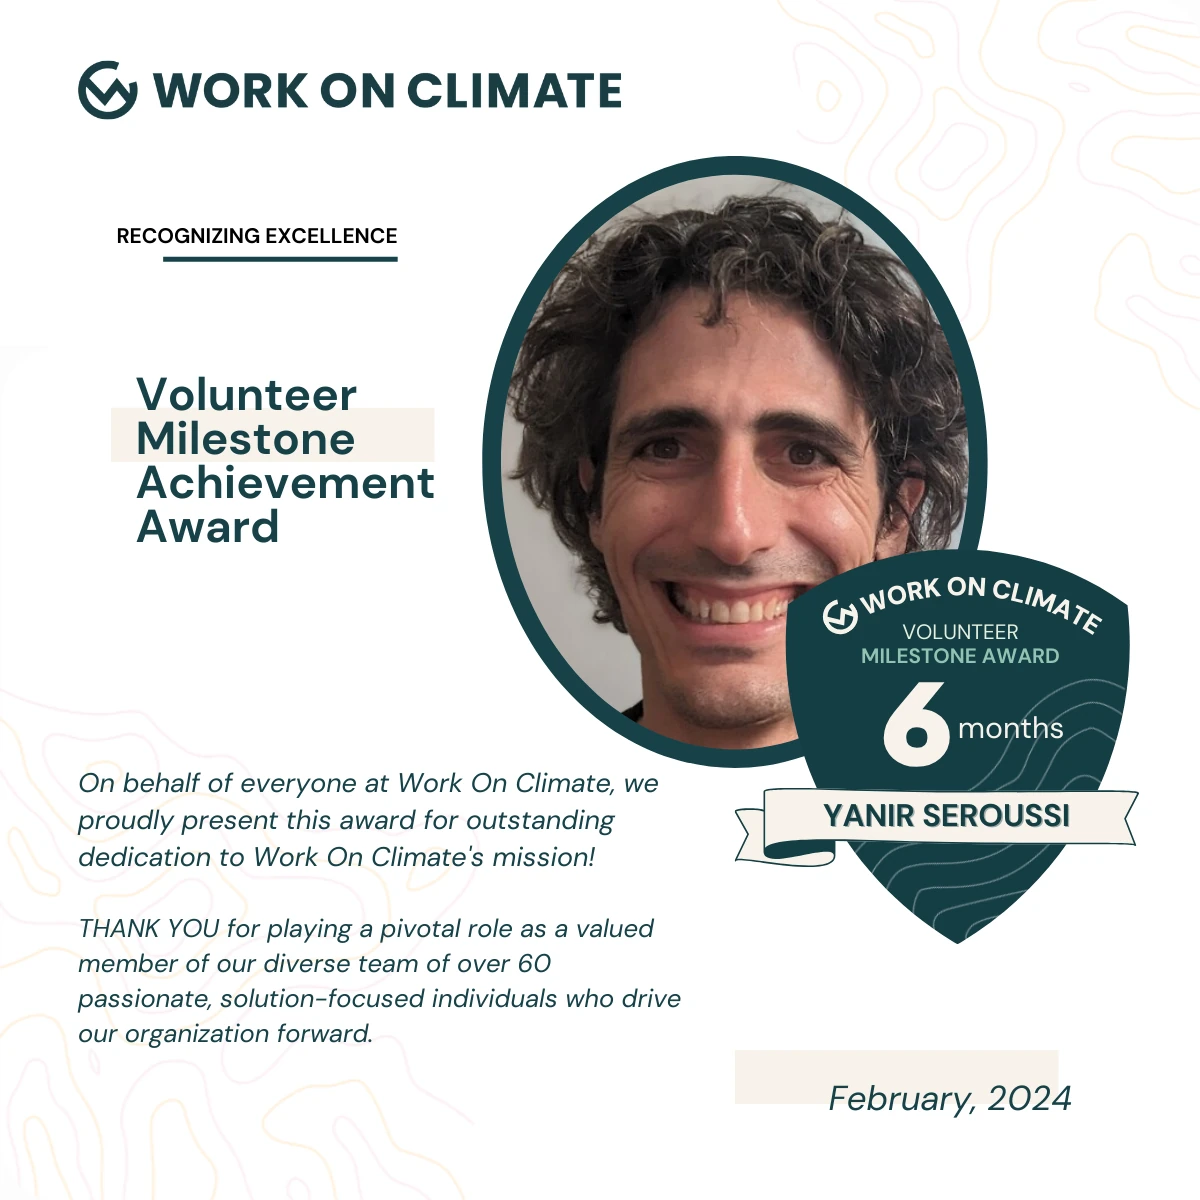 WORK ON CLIMATE
RECOGNIZING EXCELLENCE
Volunteer
Milestone
Achievement
Award
WORK ON CLIMATE
VOLUNTEER
MILESTONE AWARD
6 months
YANIR SEROUSSI
On behalf of everyone at Work On Climate, we
proudly present this award for outstanding
dedication to Work On Climate's mission!
THANK YOU for playing a pivotal role as a valued
member of our diverse team of over 60
passionate, solution-focused individuals who drive
our organization forward.
February, 2024